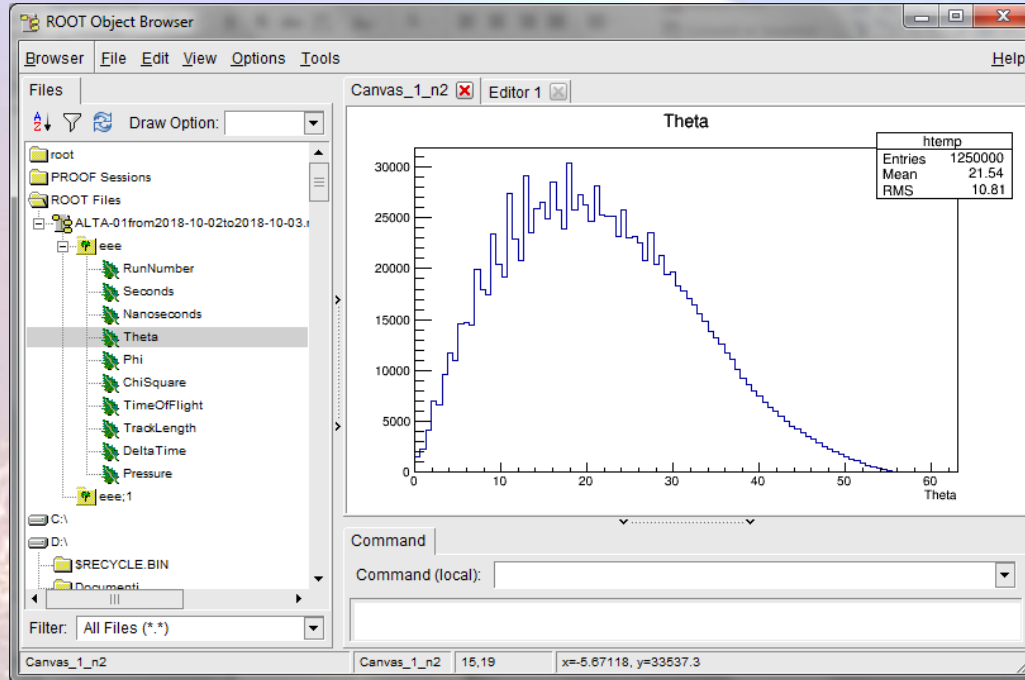 ROOT Object Browser
Browser File Edit View Options Tools Help
Files
Draw Option:
root
PROOF Sessions
ROOT Files
ALTA-01from2018-10-02to2018-10-03.r
eee
RunNumber
Seconds
Nanoseconds
Theta
Phi
ChiSquare
TimeOfFlight
TrackLength
DeltaTime
Pressure
eee;1
C:\
D:\
$RECYCLE.BIN
Documenti
Filter: All Files (*.*)
Canvas_1_n2 Editor 1
Theta
htemp
Entries 1250000
Mean 21.54
RMS 10.81
30000
25000
20000
15000
10000
5000
0
0 10 20 30 40 50 60
Theta
Command
Command (local):
Canvas_1_n2 Canvas_1_n2 15,19 x=-5.67118, y=33537.3